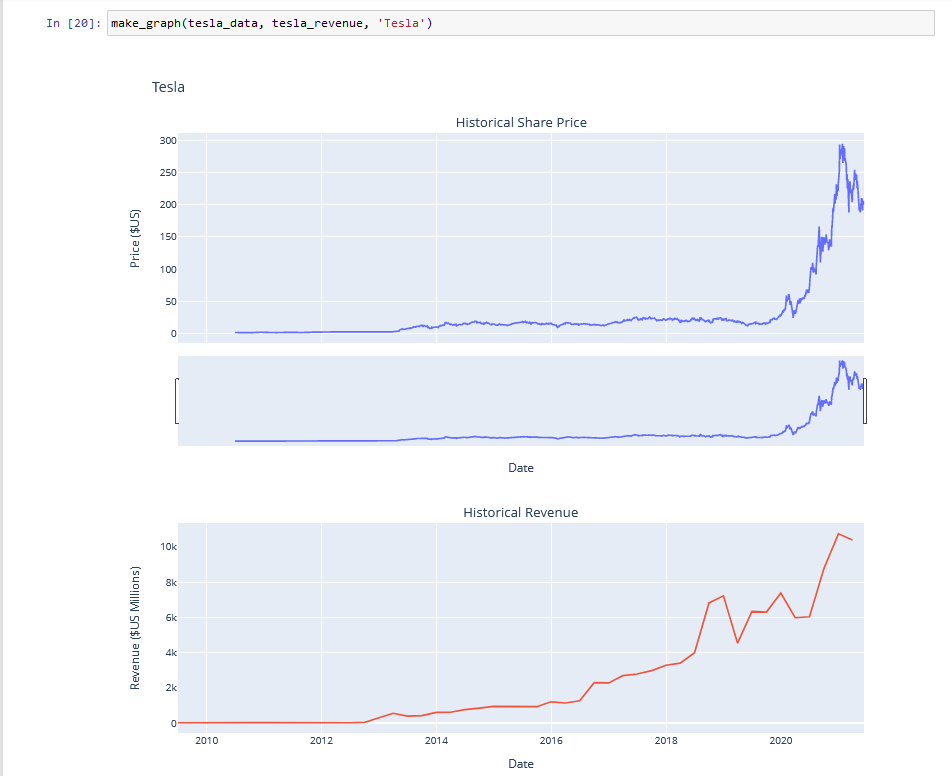 In [20]: make_graph(tesla_data, tesla_revenue, 'Tesla')
Tesla
Historical Share Price
300
250
200
150
100
50
0
Price ($US)
Date
Historical Revenue
10k
8k
6k
4k
2k
0
Revenue ($US Millions)
2010 2012 2014 2016 2018 2020
Date